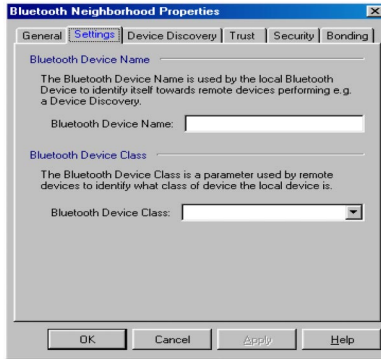 Bluetooth Neighborhood Properties
General Settings Device Discovery Trust Security Bonding
Bluetooth Device Name
The Bluetooth Device Name is used by the local Bluetooth
Device to identify itself towards remote devices performing e.g.
a Device Discovery.
Bluetooth Device Name:
Bluetooth Device Class
The Bluetooth Device Class is a parameter used by remote
devices to identify what class of device the local device is.
Bluetooth Device Class:
OK Cancel Apply Help